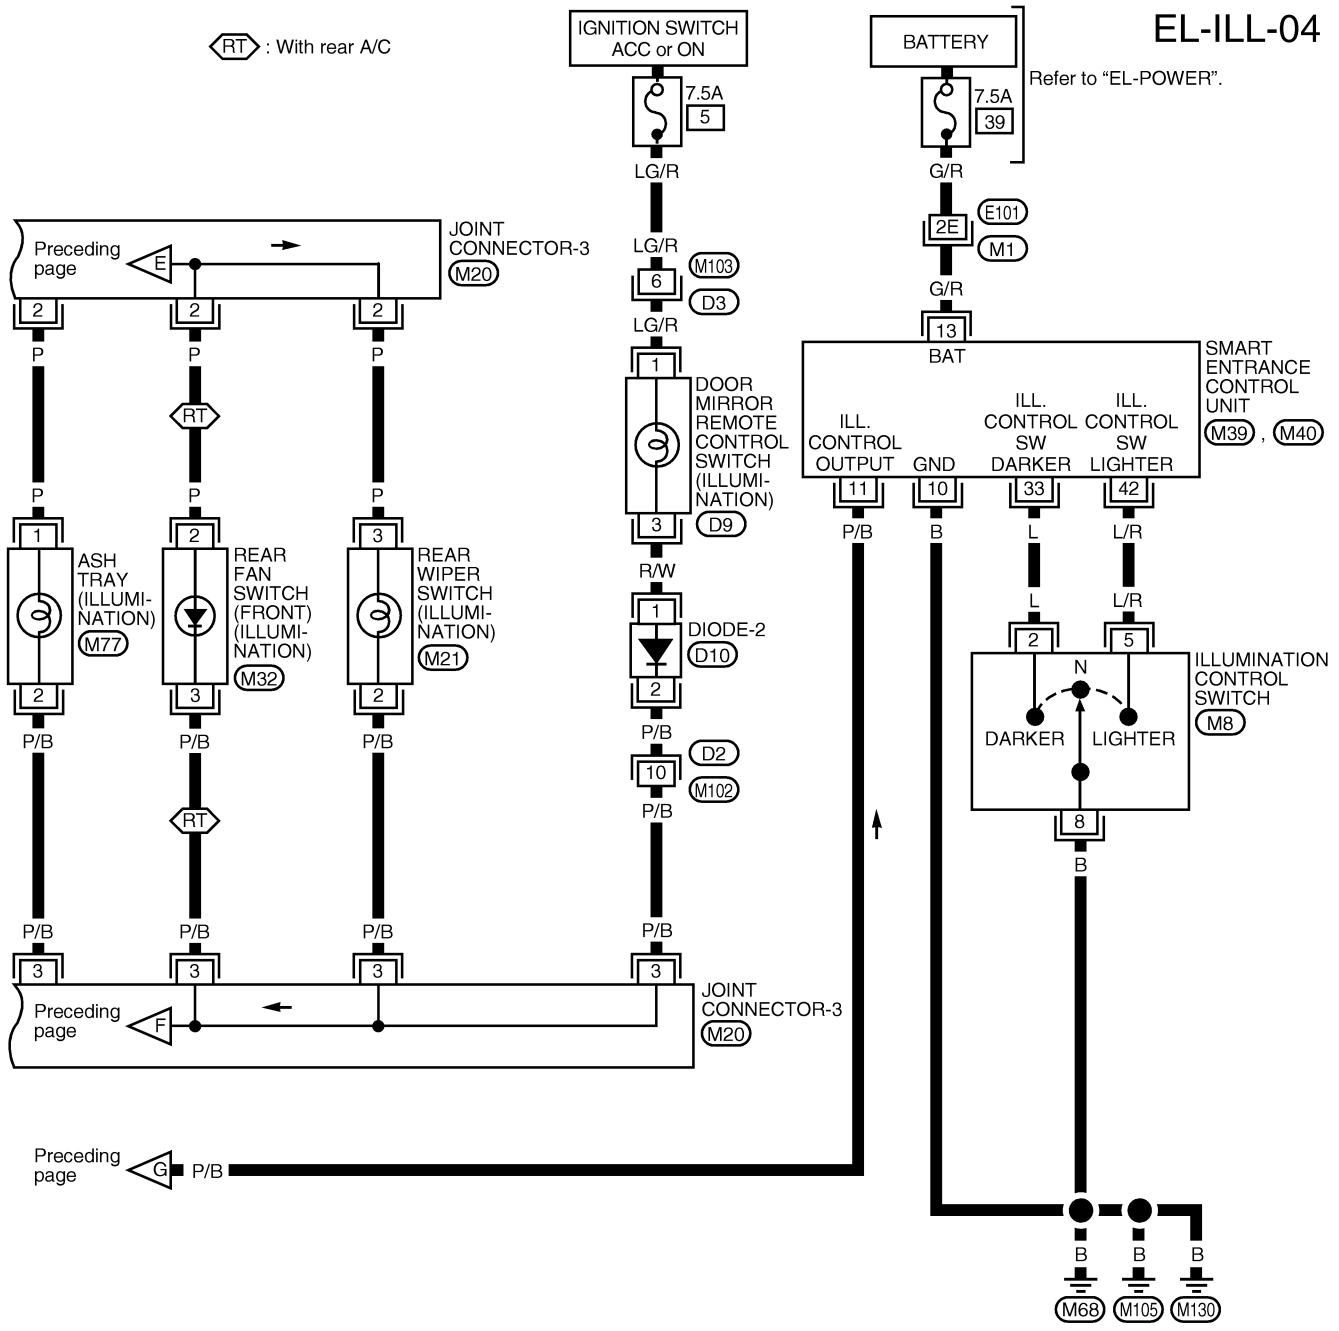 EL-ILL-04
RT : With rear A/C
IGNITION SWITCH
ACC or ON
BATTERY
Refer to “EL-POWER”.
7.5A
5
7.5A
39
LG/R
G/R
2E
E101
M1
LG/R
G/R
M103
6
D3
LG/R
13
Preceding
page
E
JOINT
CONNECTOR-3
M20
2
2
2
P
P
P
RT
P
P
P
1
2
3
ASH
TRAY
(ILLUMI-
NATION)
M77
REAR
FAN
SWITCH
(FRONT)
(ILLUMI-
NATION)
M32
REAR
WIPER
SWITCH
(ILLUMI-
NATION)
M21
2
3
2
P/B
P/B
P/B
RT
P/B
P/B
P/B
3
3
3
1
DOOR
MIRROR
REMOTE
CONTROL
SWITCH
(ILLUMI-
NATION)
D9
3
R/W
1
DIODE-2
D10
2
P/B
D2
10
M102
P/B
P/B
3
Preceding
page
F
JOINT
CONNECTOR-3
M20
BAT
SMART
ENTRANCE
CONTROL
UNIT
M39 , M40
ILL.
CONTROL
OUTPUT
GND
ILL.
CONTROL
SW
DARKER
ILL.
CONTROL
SW
LIGHTER
11
10
33
42
P/B
B
L
L/R
L
L/R
2
5
N
DARKER
LIGHTER
ILLUMINATION
CONTROL
SWITCH
M8
8
B
Preceding
page
G
P/B
B
B
B
M68
M105
M130